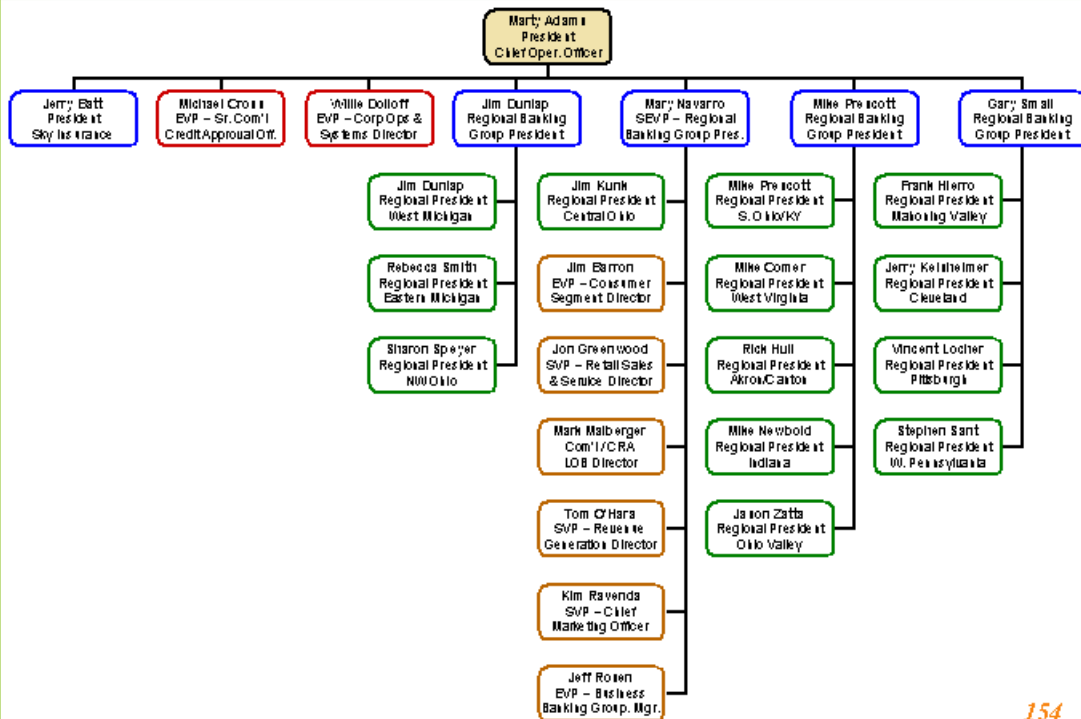 Marty Adams
President
Chief Oper. Officer
Jerry Batt
President
Sky Insurance
Michael Cross
EVP – Sr. Com'l
Credit Approval Off.
Willie Dolloff
EVP – Corp Ops &
Systems Director
Jim Dunlap
Regional Banking
Group President
Mary Navarro
SEVP – Regional
Banking Group Pres.
Mike Prescott
Regional Banking
Group President
Gary Small
Regional Banking
Group President
Jim Dunlap
Regional President
West Michigan
Rebecca Smith
Regional President
Eastern Michigan
Sharon Speyer
Regional President
NW Ohio
Jim Kunk
Regional President
Central Ohio
Jim Barron
EVP – Consumer
Segment Director
Jon Greenwood
SVP – Retail Sales
& Service Director
Mark Malberger
Com'l / CRA
LOB Director
Tom O'Hara
SVP – Revenue
Generation Director
Kim Ravenda
SVP – Chief
Marketing Officer
Jeff Rosen
EVP – Business
Banking Group. Mgr.
Mike Prescott
Regional President
S. Ohio/KY
Mike Comer
Regional President
West Virginia
Rick Hull
Regional President
Akron/Canton
Mike Newbold
Regional President
Indiana
Jason Zatta
Regional President
Ohio Valley
Frank Hierro
Regional President
Mahoning Valley
Jerry Kelsheimer
Regional President
Cleveland
Vincent Locher
Regional President
Pittsburgh
Stephen Sant
Regional President
W. Pennsylvania
154